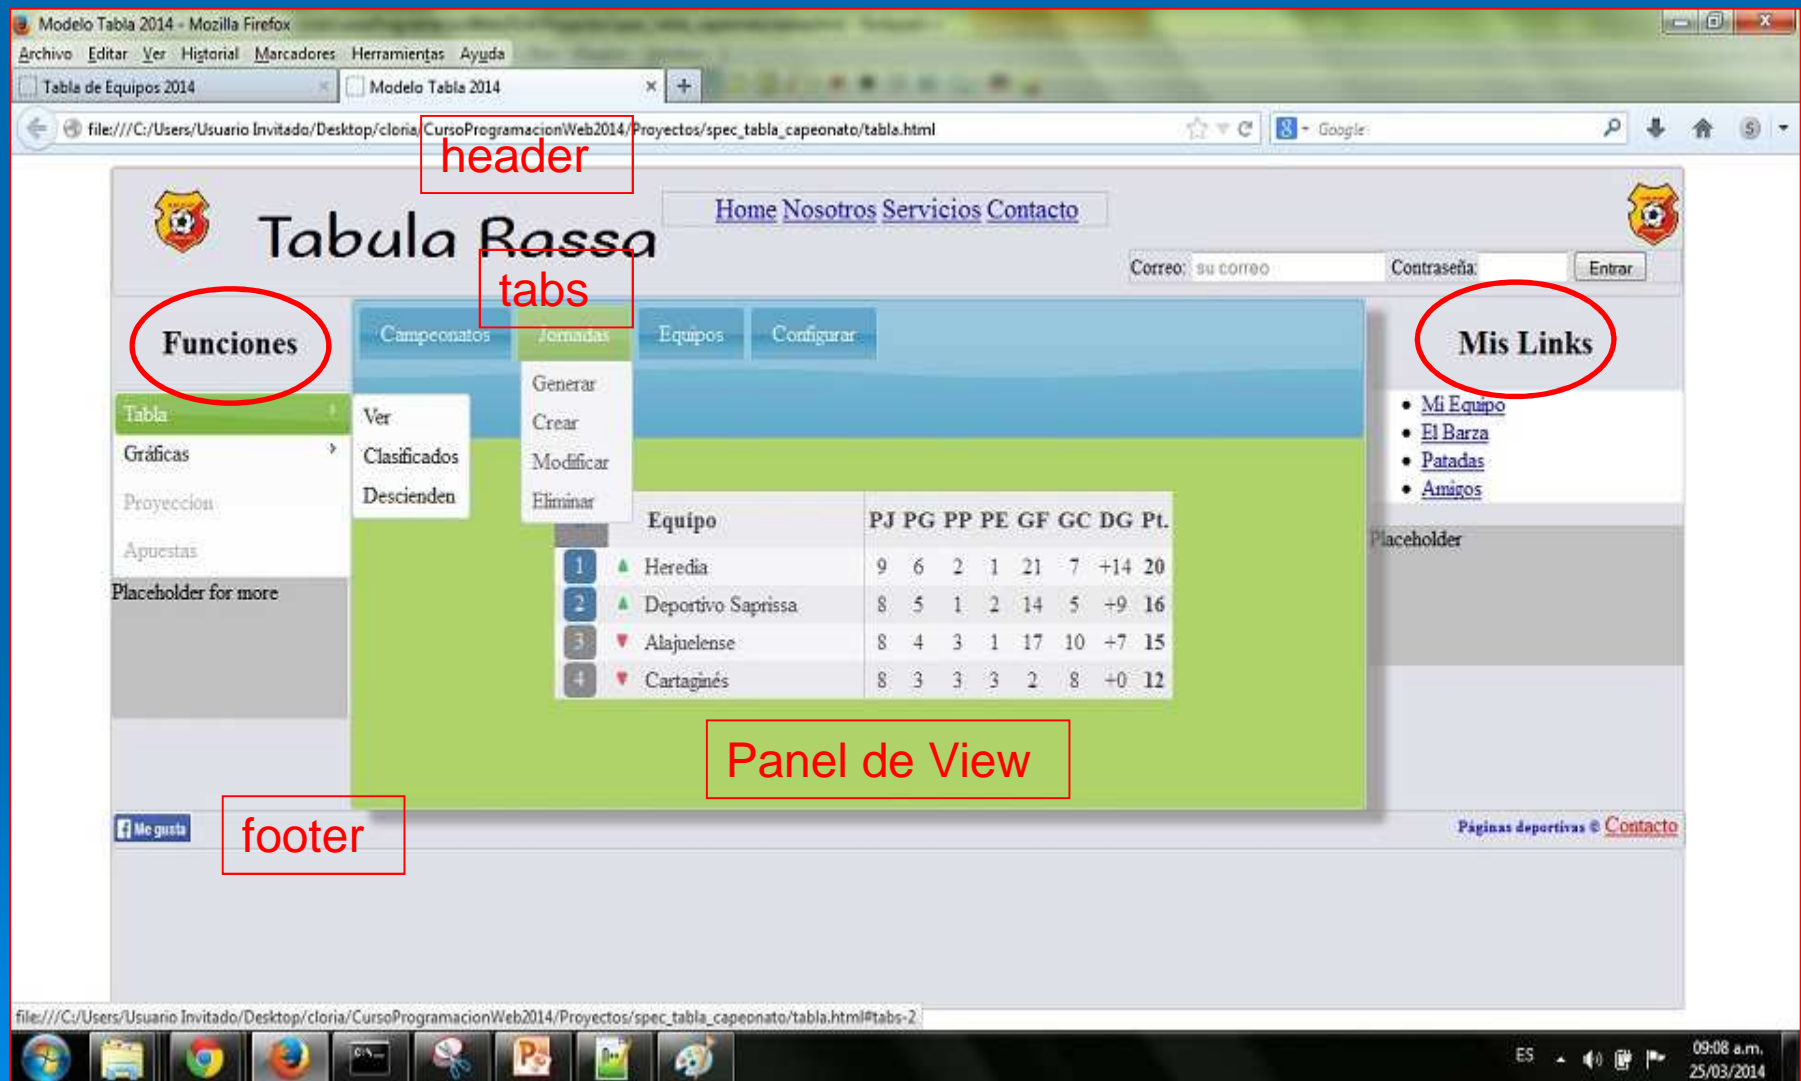 Modelo Tabla 2014 - Mozilla Firefox
Archivo Editar Ver Historial Marcadores Herramientas Ayuda
Tabla de Equipos 2014
Modelo Tabla 2014
file:///C:/Users/Usuario Invitado/Desktop/cloria/CursoProgramacionWeb2014/Proyectos/spec_tabla_capeonato/tabla.html
Google
header
Tabula Rassa
Home Nosotros Servicios Contacto
Correo: su correo Contraseña: Entrar
tabs
Funciones
Campeonatos Jornadas Equipos Configurar
Mis Links
Generar
Crear
Modificar
Eliminar
Tabla
Gráficas
Proyeccion
Apuestas
Placeholder for more
Ver
Clasificados
Descienden
Mi Equipo
El Barza
Patadas
Amigos
Placeholder
Equipo PJ PG PP PE GF GC DG Pt.
1 Heredia 9 6 2 1 21 7 +14 20
2 Deportivo Saprissa 8 5 1 2 14 5 +9 16
3 Alajuelense 8 4 3 1 17 10 +7 15
4 Cartaginés 8 3 3 3 2 8 +0 12
Panel de View
Me gusta
footer
Páginas deportivas © Contacto
file:///C:/Users/Usuario Invitado/Desktop/cloria/CursoProgramacionWeb2014/Proyectos/spec_tabla_capeonato/tabla.html#tabs-2
ES
09:08 a.m.
25/03/2014